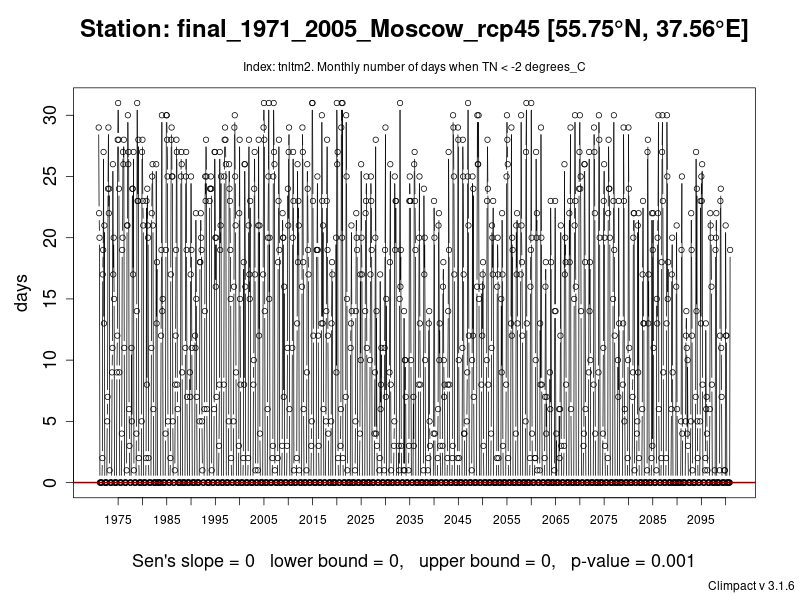 Station: final_1971_2005_Moscow_rcp45 [55.75°N, 37.56°E]
Index: tnltm2. Monthly number of days when TN < -2 degrees_C
days
30
25
20
15
10
5
0
1975 1985 1995 2005 2015 2025 2035 2045 2055 2065 2075 2085 2095
Sen's slope = 0 lower bound = 0, upper bound = 0, p-value = 0.001
Climpact v 3.1.6